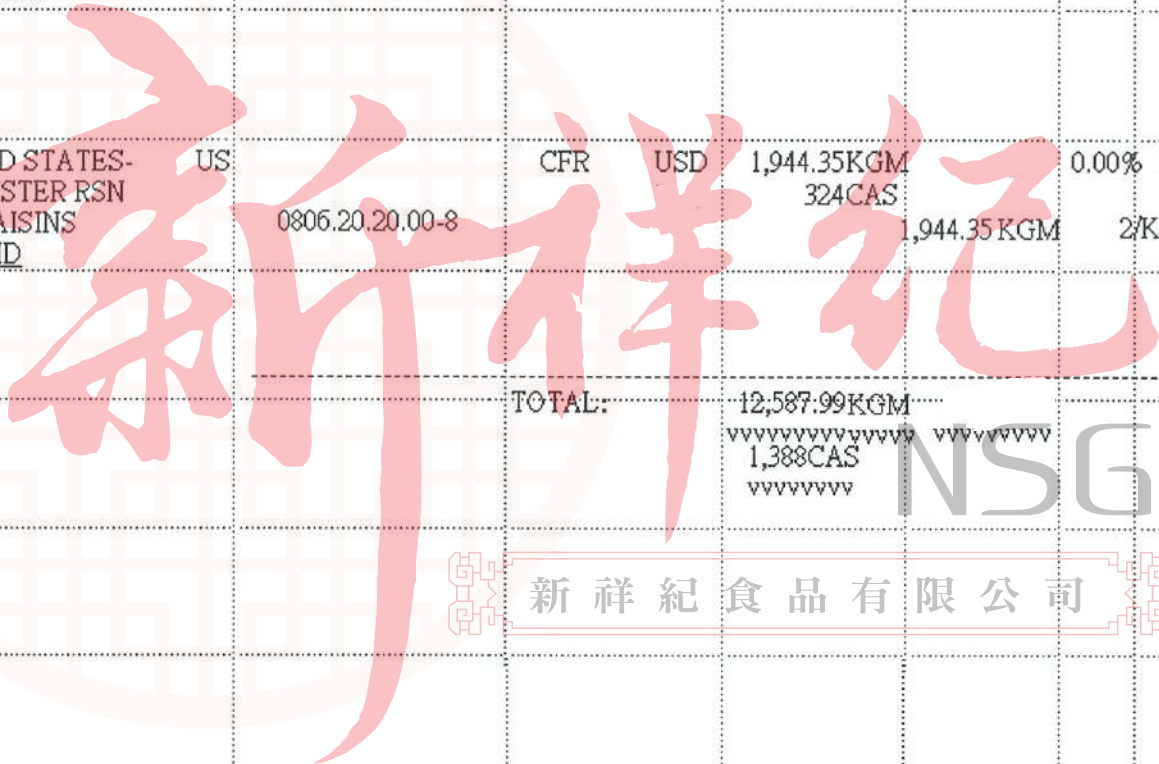 D STATES- US CFR USD 1,944.35KGM 0.00%
STER RSN 324CAS
AISINS 0806.20.20.00-8 1,944.35 KGM 2/K
ID
TOTAL: 12,587.99KGM
vvvvvvvvvvvvvv vvvvvvvv
1,388CAS
vvvvvvvv
新祥紀
NSG
新祥紀食品有限公司